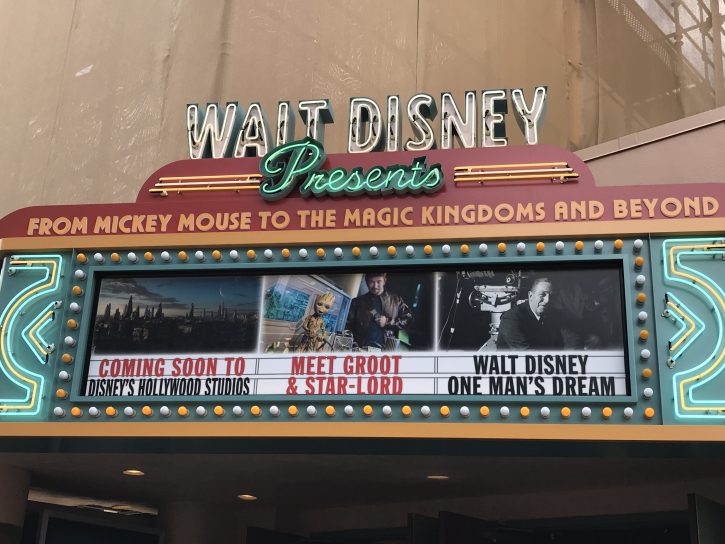 WALT DISNEY
Presents
FROM MICKEY MOUSE TO THE MAGIC KINGDOMS AND BEYOND
COMING SOON TO
DISNEY'S HOLLYWOOD STUDIOS
MEET GROOT
& STAR-LORD
WALT DISNEY
ONE MAN'S DREAM